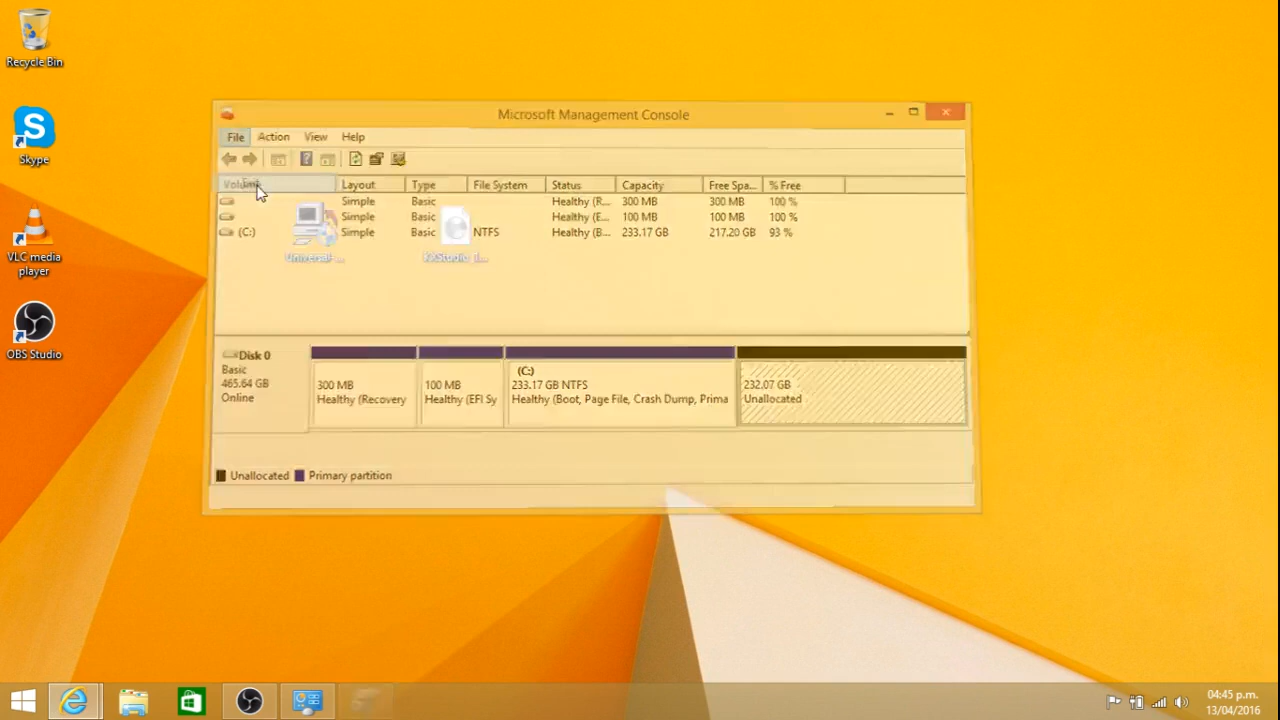 Recycle Bin
Skype
VLC media
player
OBS Studio
Microsoft Management Console
File Action View Help
Volume Layout Type File System Status Capacity Free Spa... % Free
Simple Basic Healthy (R... 300 MB 300 MB 100 %
Simple Basic Healthy (E... 100 MB 100 MB 100 %
(C:) Simple Basic NTFS Healthy (B... 233.17 GB 217.20 GB 93 %
Universal-...
KXStudio_1...
Disk 0
Basic
465.64 GB
Online
300 MB
Healthy (Recovery
100 MB
Healthy (EFI Sy
(C:)
233.17 GB NTFS
Healthy (Boot, Page File, Crash Dump, Prima
232.07 GB
Unallocated
Unallocated Primary partition
04:45 p.m.
13/04/2016